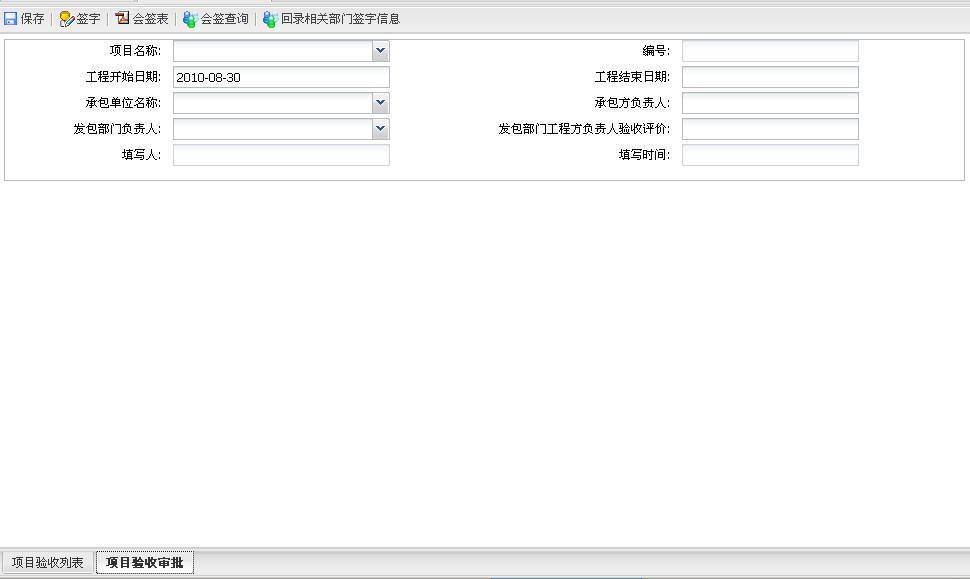 保存 签字 会签表 会签查询 回录相关部门签字信息
项目名称: 编号:
工程开始日期: 2010-08-30 工程结束日期:
承包单位名称: 承包方负责人:
发包部门负责人: 发包部门工程方负责人验收评价:
填写人: 填写时间:
项目验收列表 项目验收审批